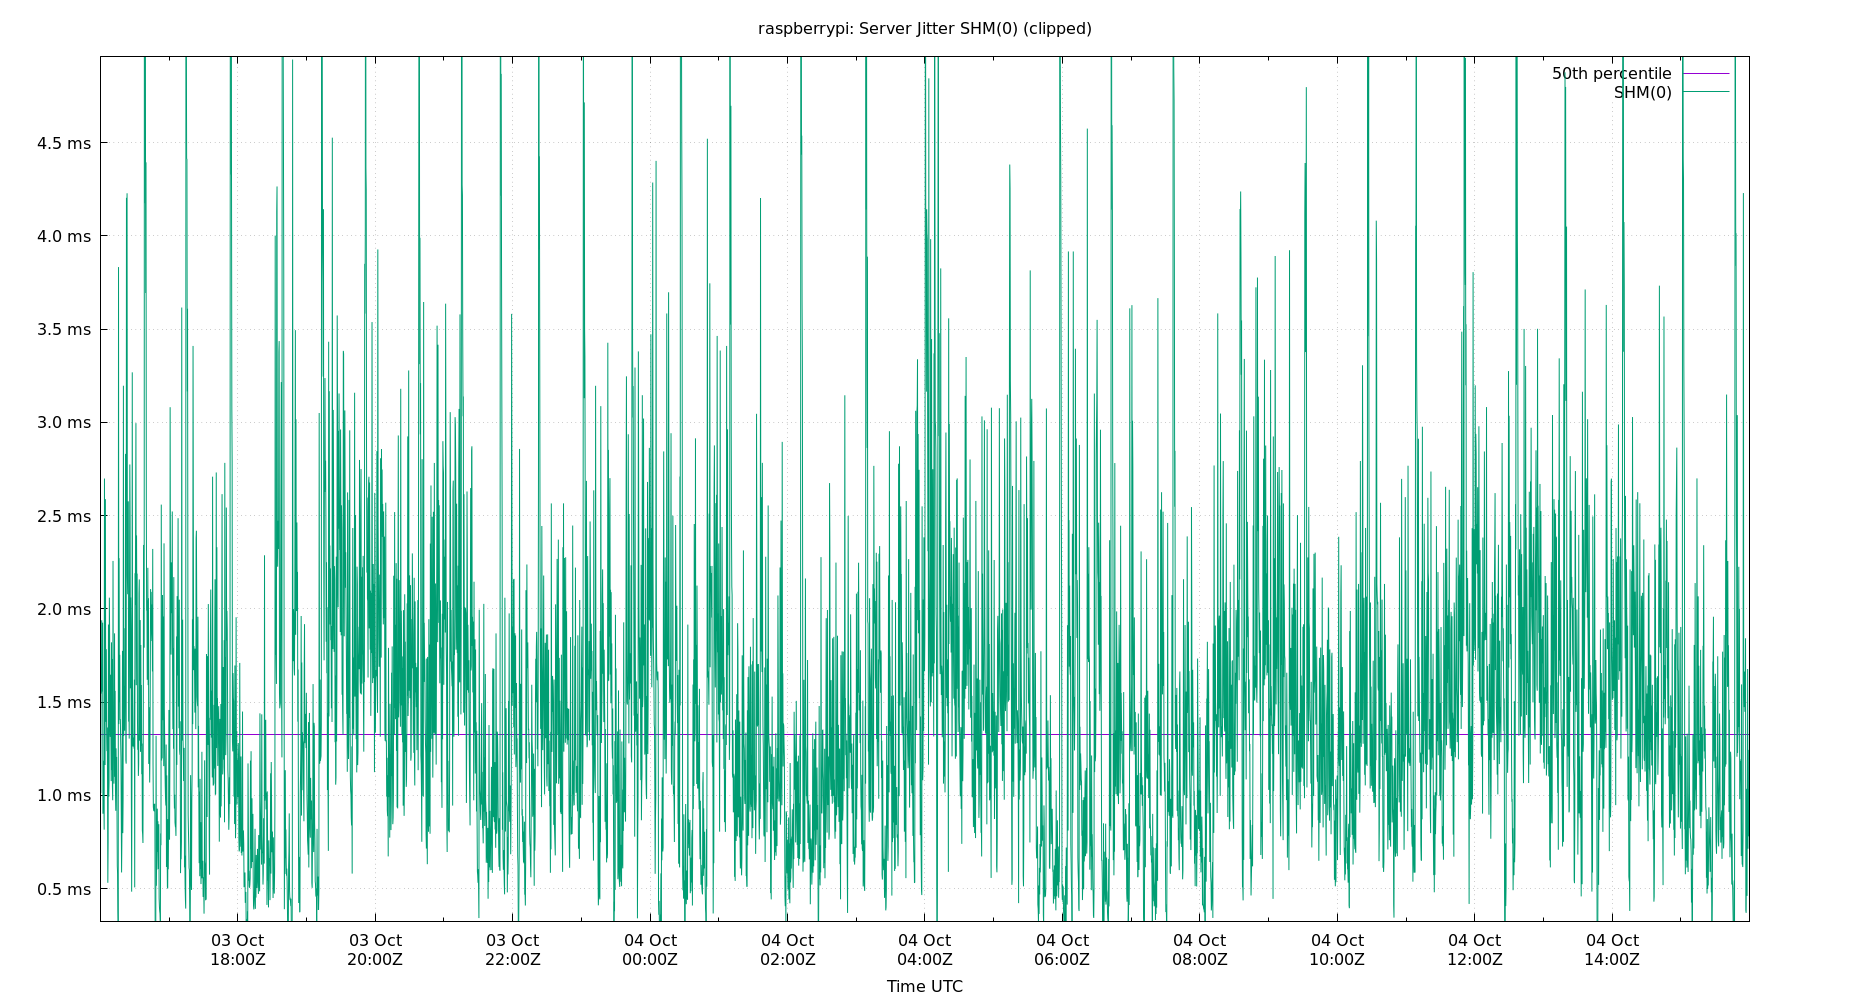 raspberrypi: Server Jitter SHM(0) (clipped)
50th percentile
SHM(0)
4.5 ms
4.0 ms
3.5 ms
3.0 ms
2.5 ms
2.0 ms
1.5 ms
1.0 ms
0.5 ms
03 Oct 03 Oct 03 Oct 04 Oct 04 Oct 04 Oct 04 Oct 04 Oct 04 Oct 04 Oct 04 Oct
18:00Z 20:00Z 22:00Z 00:00Z 02:00Z 04:00Z 06:00Z 08:00Z 10:00Z 12:00Z 14:00Z
Time UTC